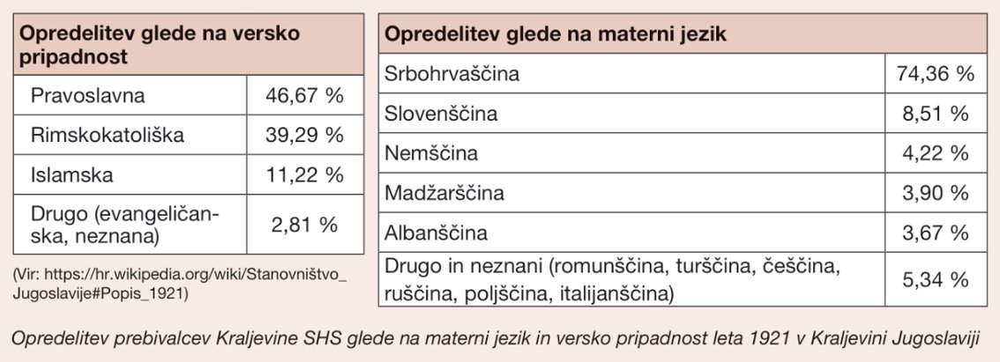 Opredelitev glede na versko
pripadnost
Pravoslavna 46,67 %
Rimskokatoliška 39,29 %
Islamska 11,22 %
Drugo (evangeličan-
ska, neznana) 2,81 %
(Vir: https://hr.wikipedia.org/wiki/Stanovništvo_
Jugoslavije#Popis_1921)
Opredelitev glede na materni jezik
Srbohrvaščina 74,36 %
Slovenščina 8,51 %
Nemščina 4,22 %
Madžarščina 3,90 %
Albanščina 3,67 %
Drugo in neznani (romunščina, turščina, češčina,
ruščina, poljščina, italijanščina) 5,34 %
Opredelitev prebivalcev Kraljevine SHS glede na materni jezik in versko pripadnost leta 1921 v Kraljevini Jugoslaviji